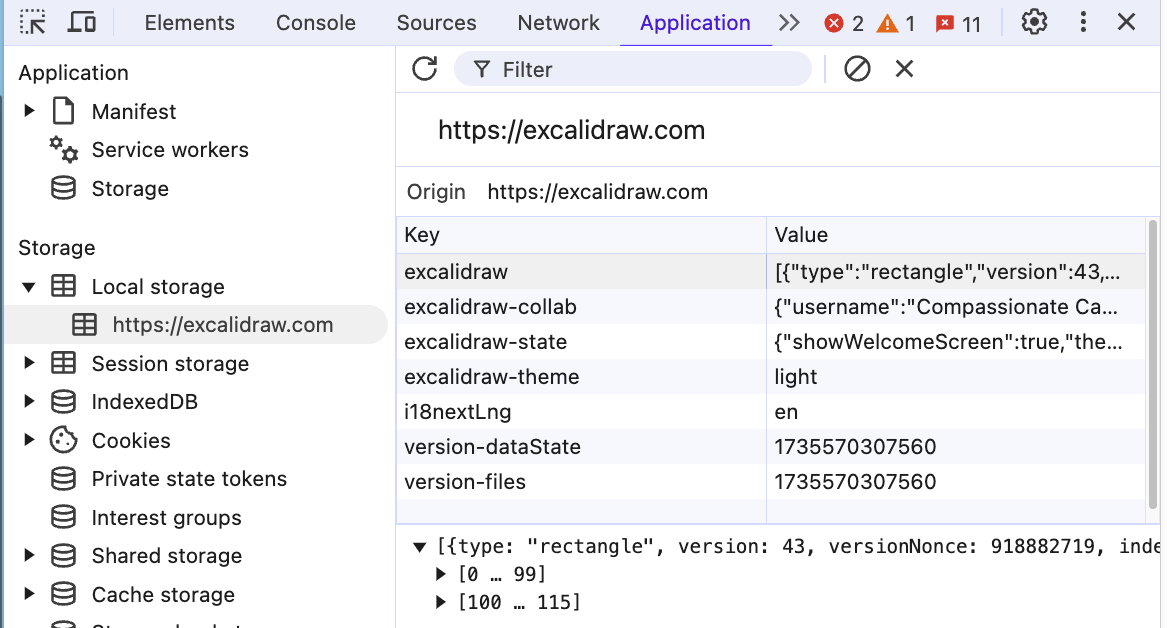 Elements Console Sources Network Application 2 1 11
Application
Manifest
Service workers
Storage
Storage
Local storage
https://excalidraw.com
Session storage
IndexedDB
Cookies
Private state tokens
Interest groups
Shared storage
Cache storage
Filter
https://excalidraw.com
Origin https://excalidraw.com
Key Value
excalidraw [{"type":"rectangle","version":43,...
excalidraw-collab {"username":"Compassionate Ca...
excalidraw-state {"showWelcomeScreen":true,"the...
excalidraw-theme light
i18nextLng en
version-dataState 1735570307560
version-files 1735570307560
[{type: "rectangle", version: 43, versionNonce: 918882719, inde
[0 … 99]
[100 … 115]